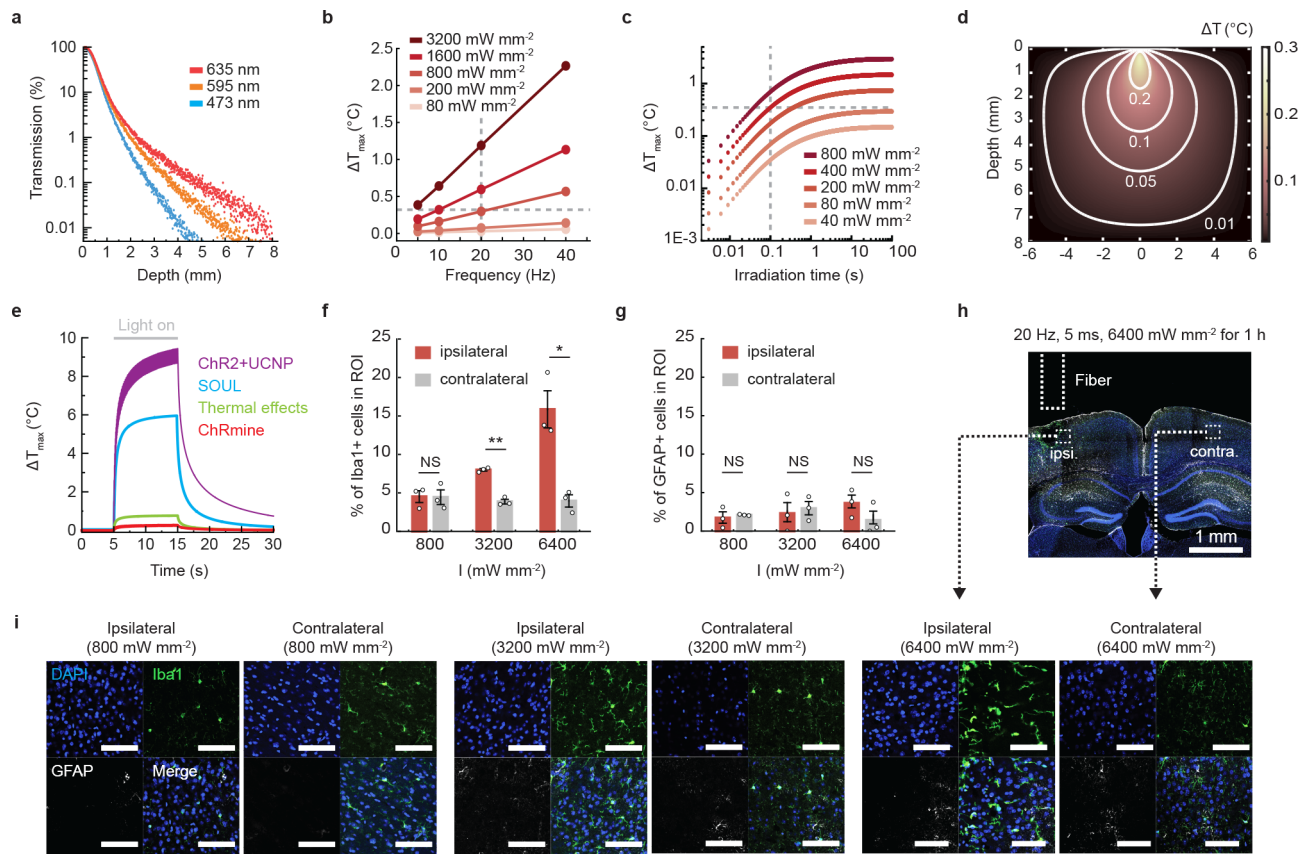 a
100
10
1
0.1
0.01
Transmission (%)
635 nm
595 nm
473 nm
0 1 2 3 4 5 6 7 8
Depth (mm)
b
3200 mW mm⁻²
1600 mW mm⁻²
800 mW mm⁻²
200 mW mm⁻²
80 mW mm⁻²
2.5
2.0
1.5
1.0
0.5
0.0
ΔTmax (°C)
10 20 30 40
Frequency (Hz)
c
1
0.1
0.01
1E-3
ΔTmax (°C)
800 mW mm⁻²
400 mW mm⁻²
200 mW mm⁻²
80 mW mm⁻²
40 mW mm⁻²
0.01 0.1 1 10 100
Irradiation time (s)
d
ΔT (°C)
0.3
0.2
0.1
0
1
2
3
4
5
6
7
8
Depth (mm)
0.2
0.1
0.05
0.01
-6 -4 -2 0 2 4 6
e
Light on
10
8
6
4
2
0
ΔTmax (°C)
ChR2+UCNP
SOUL
Thermal effects
ChRmine
0 5 10 15 20 25 30
Time (s)
f
25
20
15
10
5
0
% of Iba1+ cells in ROI
ipsilateral
contralateral
NS
**
*
800 3200 6400
I (mW mm⁻²)
g
25
20
15
10
5
0
% of GFAP+ cells in ROI
ipsilateral
contralateral
NS
NS
NS
800 3200 6400
I (mW mm⁻²)
h
20 Hz, 5 ms, 6400 mW mm⁻² for 1 h
Fiber
ipsi.
contra.
1 mm
i
Ipsilateral
(800 mW mm⁻²)
Contralateral
(800 mW mm⁻²)
Ipsilateral
(3200 mW mm⁻²)
Contralateral
(3200 mW mm⁻²)
Ipsilateral
(6400 mW mm⁻²)
Contralateral
(6400 mW mm⁻²)
DAPI
Iba1
GFAP
Merge